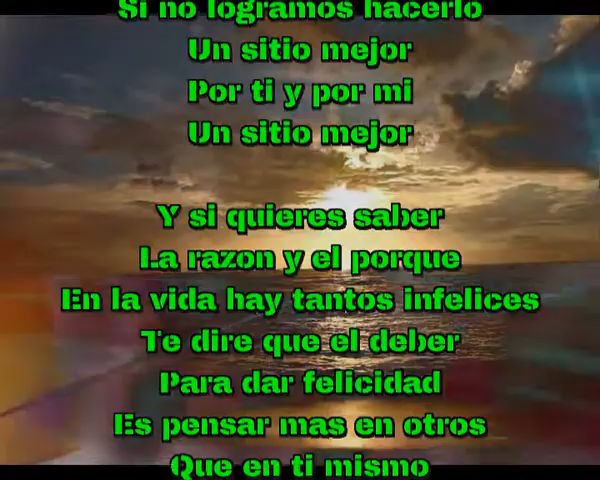 Si no logramos hacerlo
Un sitio mejor
Por ti y por mi
Un sitio mejor
Y si quieres saber
La razon y el porque
En la vida hay tantos infelices
Te dire que el deber
Para dar felicidad
Es pensar mas en otros
Que en ti mismo